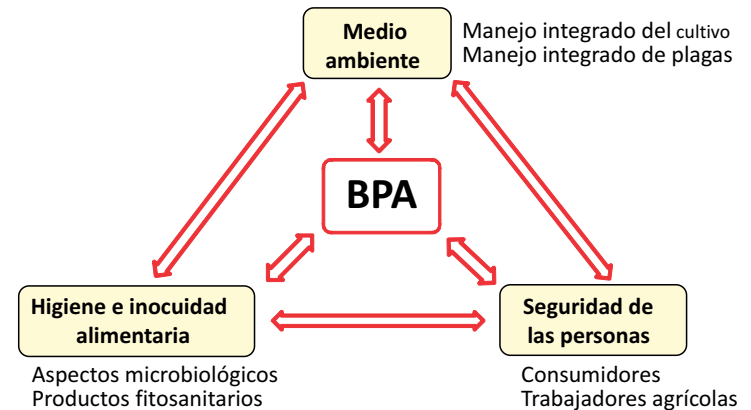 Medio
ambiente
Manejo integrado del cultivo
Manejo integrado de plagas
BPA
Higiene e inocuidad
alimentaria
Aspectos microbiológicos
Productos fitosanitarios
Seguridad de
las personas
Consumidores
Trabajadores agrícolas